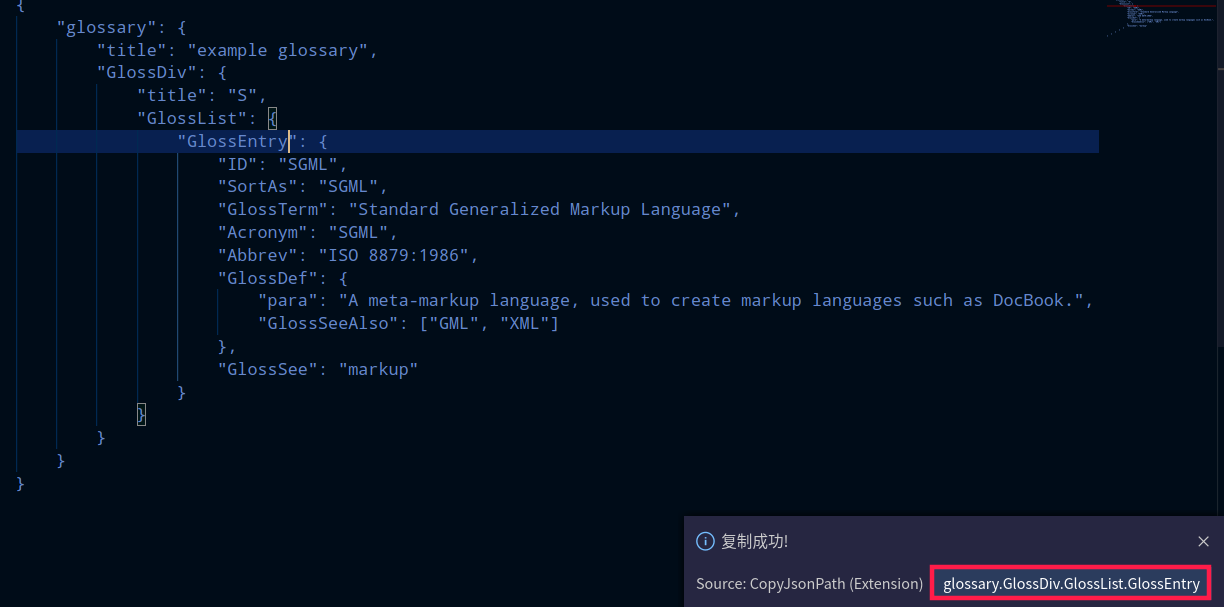 {
"glossary": {
"title": "example glossary",
"GlossDiv": {
"title": "S",
"GlossList": {
"GlossEntry": {
"ID": "SGML",
"SortAs": "SGML",
"GlossTerm": "Standard Generalized Markup Language",
"Acronym": "SGML",
"Abbrev": "ISO 8879:1986",
"GlossDef": {
"para": "A meta-markup language, used to create markup languages such as DocBook.",
"GlossSeeAlso": ["GML", "XML"]
},
"GlossSee": "markup"
}
}
}
}
}
复制成功!
Source: CopyJsonPath (Extension) glossary.GlossDiv.GlossList.GlossEntry